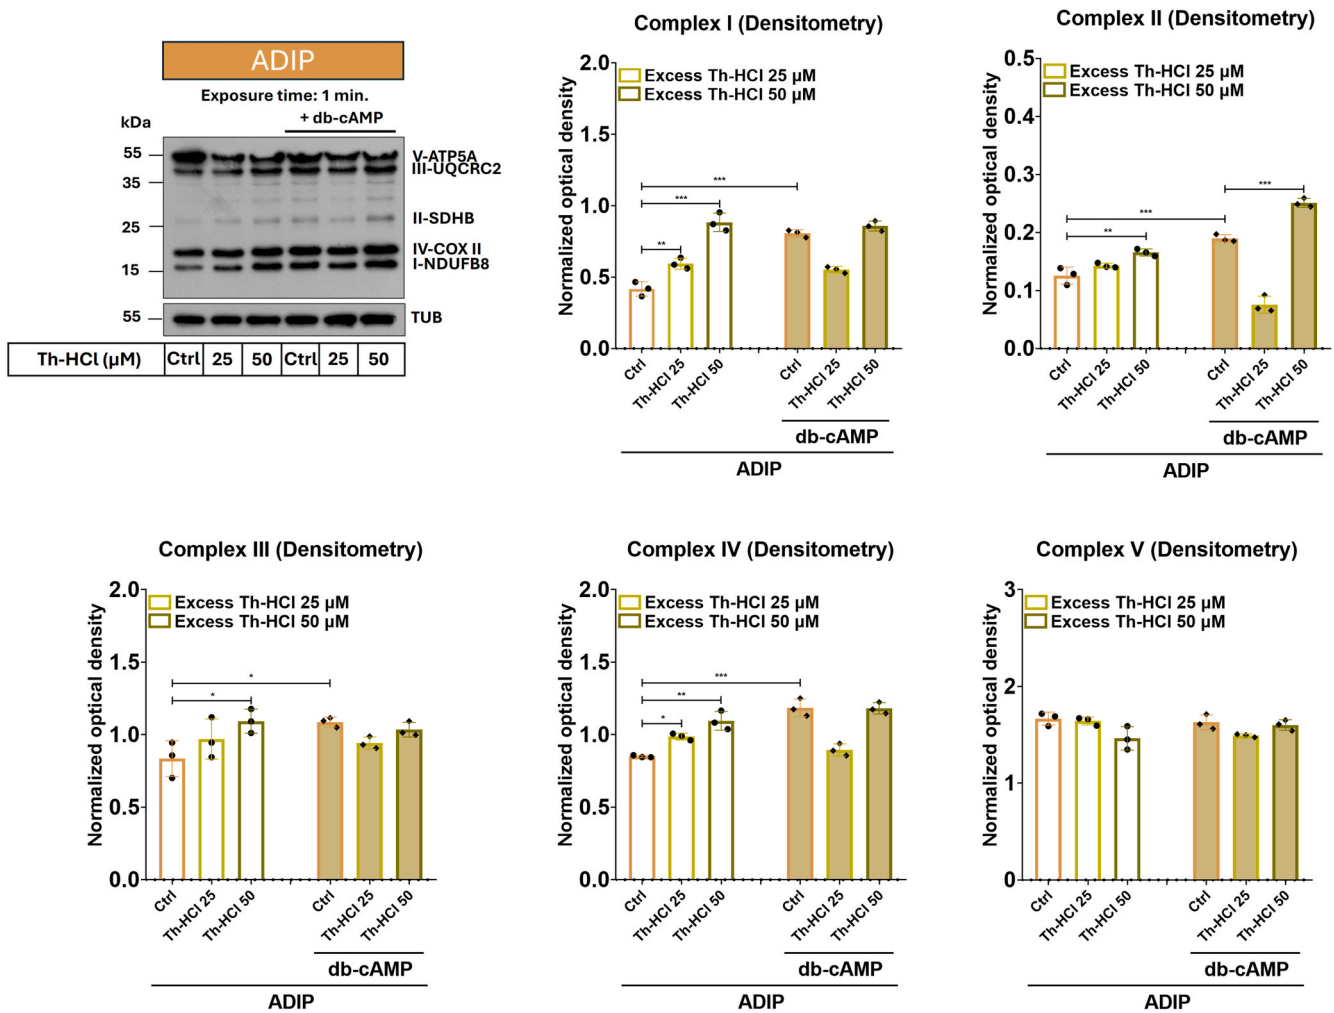 ADIP
Exposure time: 1 min.
+ db-cAMP
kDa
55
35
25
15
55
V-ATP5A
III-UQCRC2
II-SDHB
IV-COX II
I-NDUFB8
TUB
Th-HCl (µM) Ctrl 25 50 Ctrl 25 50
Complex I (Densitometry)
Normalized optical density
2.0
1.5
1.0
0.5
0.0
Excess Th-HCl 25 µM
Excess Th-HCl 50 µM
***
***
**
Ctrl Th-HCl 25 Th-HCl 50 Ctrl Th-HCl 25 Th-HCl 50
db-cAMP
ADIP
Complex II (Densitometry)
Normalized optical density
0.5
0.3
0.2
0.1
0.0
Excess Th-HCl 25 µM
Excess Th-HCl 50 µM
***
***
**
Ctrl Th-HCl 25 Th-HCl 50 Ctrl Th-HCl 25 Th-HCl 50
db-cAMP
ADIP
Complex III (Densitometry)
Normalized optical density
2.0
1.5
1.0
0.5
0.0
Excess Th-HCl 25 µM
Excess Th-HCl 50 µM
*
*
Ctrl Th-HCl 25 Th-HCl 50 Ctrl Th-HCl 25 Th-HCl 50
db-cAMP
ADIP
Complex IV (Densitometry)
Normalized optical density
2.0
1.5
1.0
0.5
0.0
Excess Th-HCl 25 µM
Excess Th-HCl 50 µM
***
**
*
Ctrl Th-HCl 25 Th-HCl 50 Ctrl Th-HCl 25 Th-HCl 50
db-cAMP
ADIP
Complex V (Densitometry)
Normalized optical density
3
2
1
0
Excess Th-HCl 25 µM
Excess Th-HCl 50 µM
Ctrl Th-HCl 25 Th-HCl 50 Ctrl Th-HCl 25 Th-HCl 50
db-cAMP
ADIP